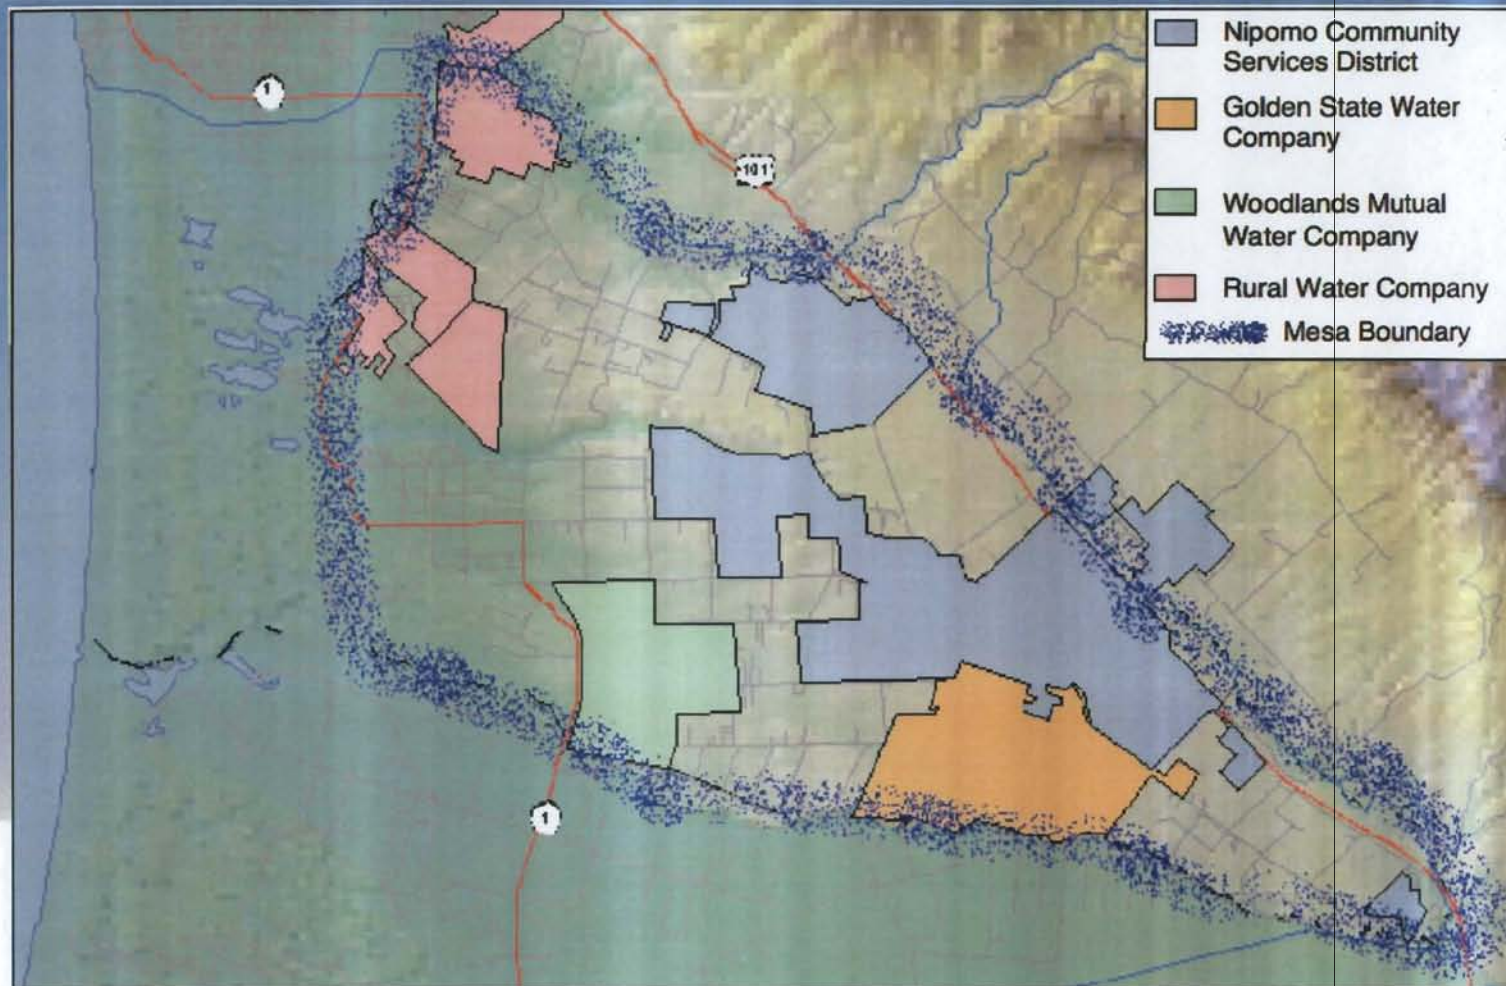 Nipomo Community
Services District
Golden State Water
Company
Woodlands Mutual
Water Company
Rural Water Company
Mesa Boundary
1
101
1